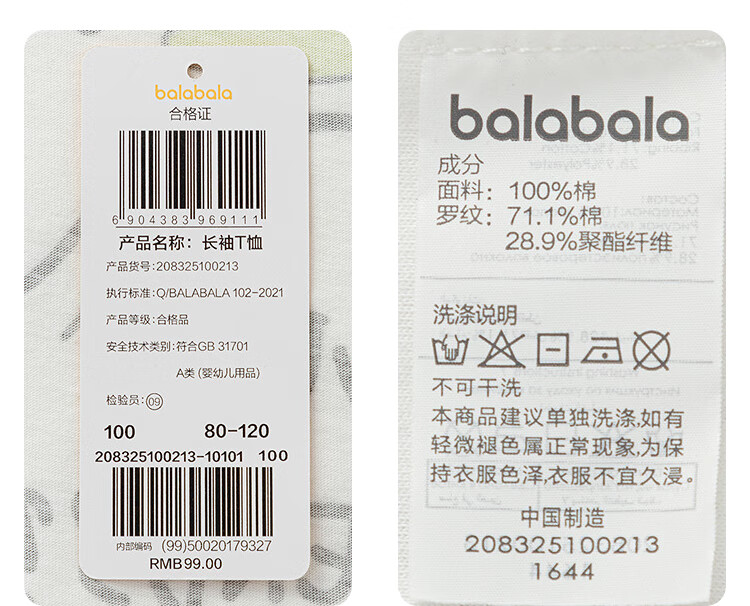 balabala
合格证
6 904383 969111
产品名称：长袖T恤
产品货号:208325100213
执行标准:Q/BALABALA 102-2021
产品等级:合格品
安全技术类别:符合GB 31701
A类 (婴幼儿用品)
检验员: 09
100 80-120
208325100213-10101 100
内部编码 (99)50020179327
RMB99.00
balabala
成分
面料：100%棉
罗纹：71.1%棉
28.9%聚酯纤维
洗涤说明
不可干洗
本商品建议单独洗涤,如有
轻微褪色属正常现象,为保
持衣服色泽,衣服不宜久浸。
中国制造
208325100213
1644